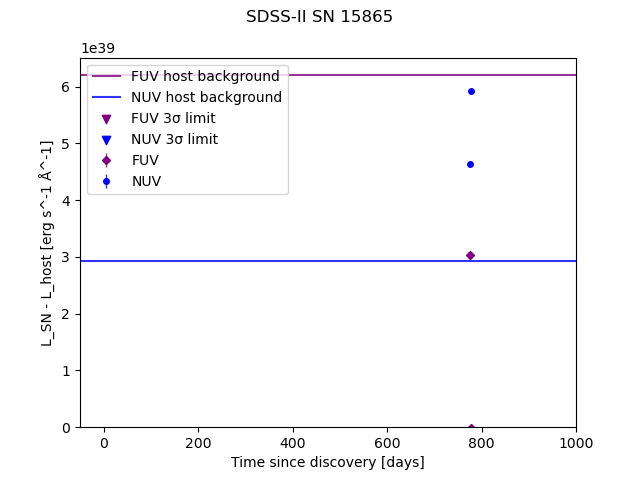 SDSS-II SN 15865
1e39
FUV host background
NUV host background
FUV 3σ limit
NUV 3σ limit
FUV
NUV
6
5
4
3
2
1
0
L_SN - L_host [erg s^-1 Å^-1]
0 200 400 600 800 1000
Time since discovery [days]